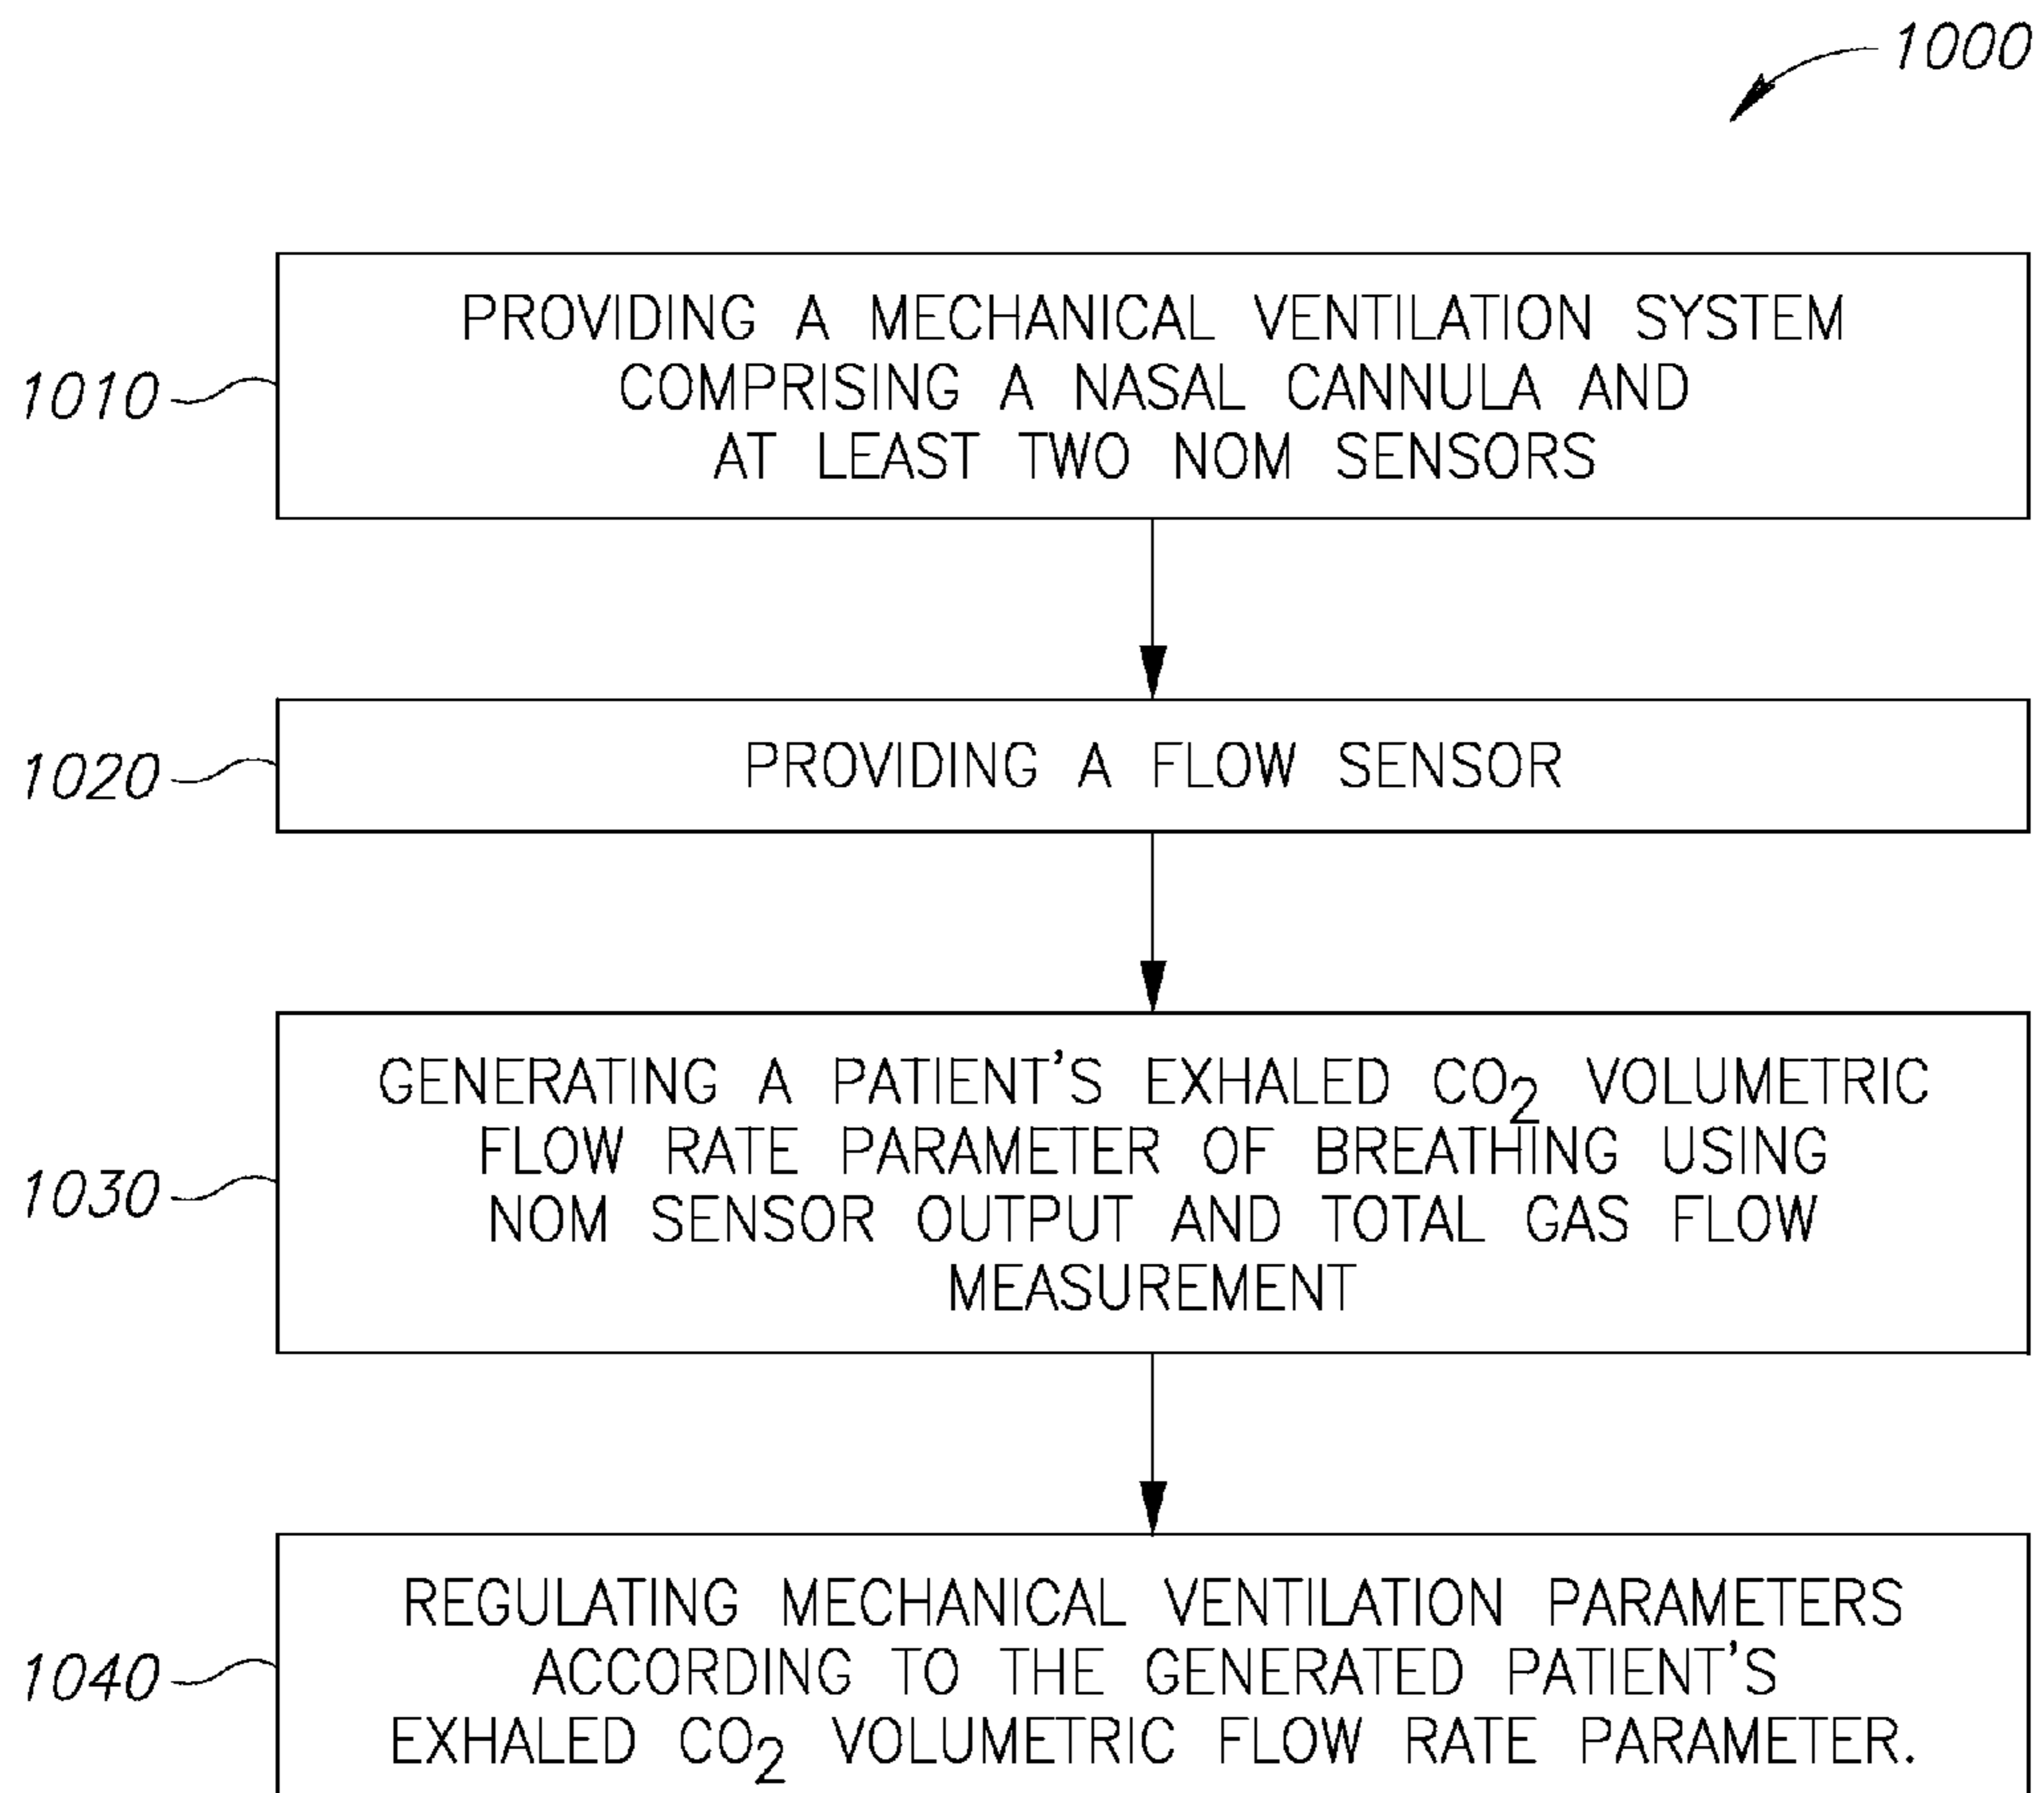 1000
1010
PROVIDING A MECHANICAL VENTILATION SYSTEM
COMPRISING A NASAL CANNULA AND
AT LEAST TWO NOM SENSORS
1020
PROVIDING A FLOW SENSOR
1030
GENERATING A PATIENT'S EXHALED CO₂ VOLUMETRIC
FLOW RATE PARAMETER OF BREATHING USING
NOM SENSOR OUTPUT AND TOTAL GAS FLOW
MEASUREMENT
1040
REGULATING MECHANICAL VENTILATION PARAMETERS
ACCORDING TO THE GENERATED PATIENT'S
EXHALED CO₂ VOLUMETRIC FLOW RATE PARAMETER.